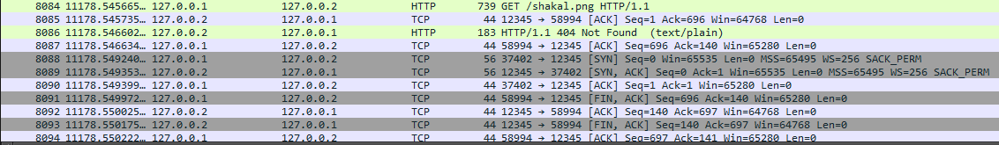 8084 11178.545665… 127.0.0.1 127.0.0.2 HTTP 739 GET /shakal.png HTTP/1.1
8085 11178.545735… 127.0.0.2 127.0.0.1 TCP 44 12345 → 58994 [ACK] Seq=1 Ack=696 Win=64768 Len=0
8086 11178.546602… 127.0.0.2 127.0.0.1 HTTP 183 HTTP/1.1 404 Not Found (text/plain)
8087 11178.546634… 127.0.0.1 127.0.0.2 TCP 44 58994 → 12345 [ACK] Seq=696 Ack=140 Win=65280 Len=0
8088 11178.549240… 127.0.0.1 127.0.0.2 TCP 56 37402 → 12345 [SYN] Seq=0 Win=65535 Len=0 MSS=65495 WS=256 SACK_PERM
8089 11178.549353… 127.0.0.2 127.0.0.1 TCP 56 12345 → 37402 [SYN, ACK] Seq=0 Ack=1 Win=65535 Len=0 MSS=65495 WS=256 SACK_PERM
8090 11178.549399… 127.0.0.1 127.0.0.2 TCP 44 37402 → 12345 [ACK] Seq=1 Ack=1 Win=65280 Len=0
8091 11178.549972… 127.0.0.1 127.0.0.2 TCP 44 58994 → 12345 [FIN, ACK] Seq=696 Ack=140 Win=65280 Len=0
8092 11178.550025… 127.0.0.2 127.0.0.1 TCP 44 12345 → 58994 [ACK] Seq=140 Ack=697 Win=64768 Len=0
8093 11178.550175… 127.0.0.2 127.0.0.1 TCP 44 12345 → 58994 [FIN, ACK] Seq=140 Ack=697 Win=64768 Len=0
8094 11178.550222… 127.0.0.1 127.0.0.2 TCP 44 58994 → 12345 [ACK] Seq=697 Ack=141 Win=65280 Len=0